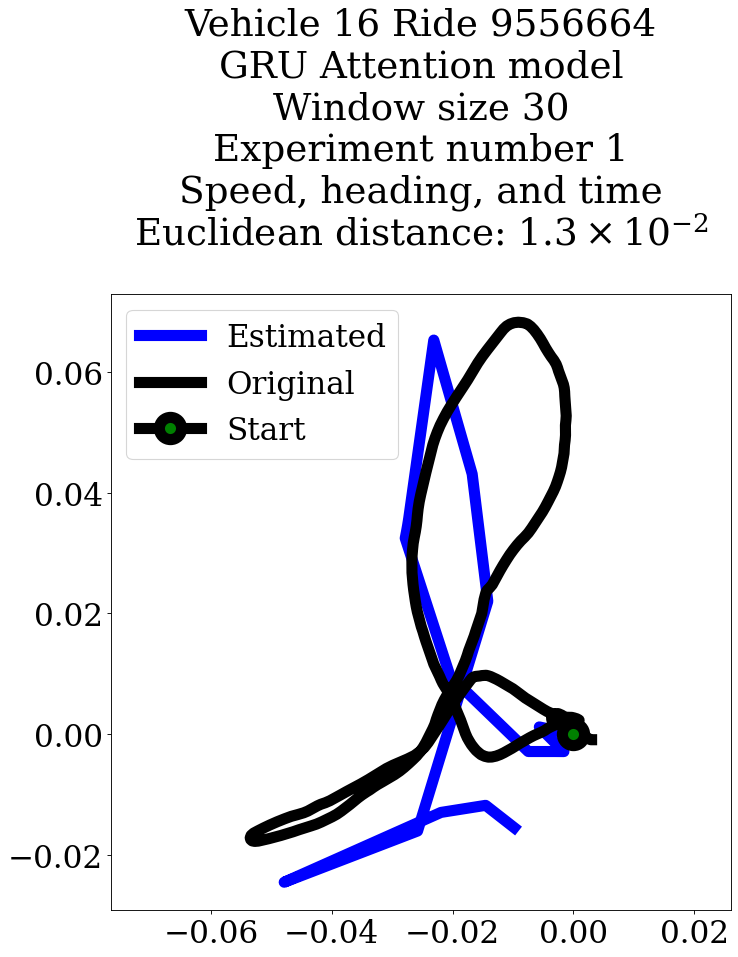 Vehicle 16 Ride 9556664
GRU Attention model
Window size 30
Experiment number 1
Speed, heading, and time
Euclidean distance: 1.3 × 10⁻²
Estimated
Original
Start
0.06
0.04
0.02
0.00
−0.02
−0.06 −0.04 −0.02 0.00 0.02